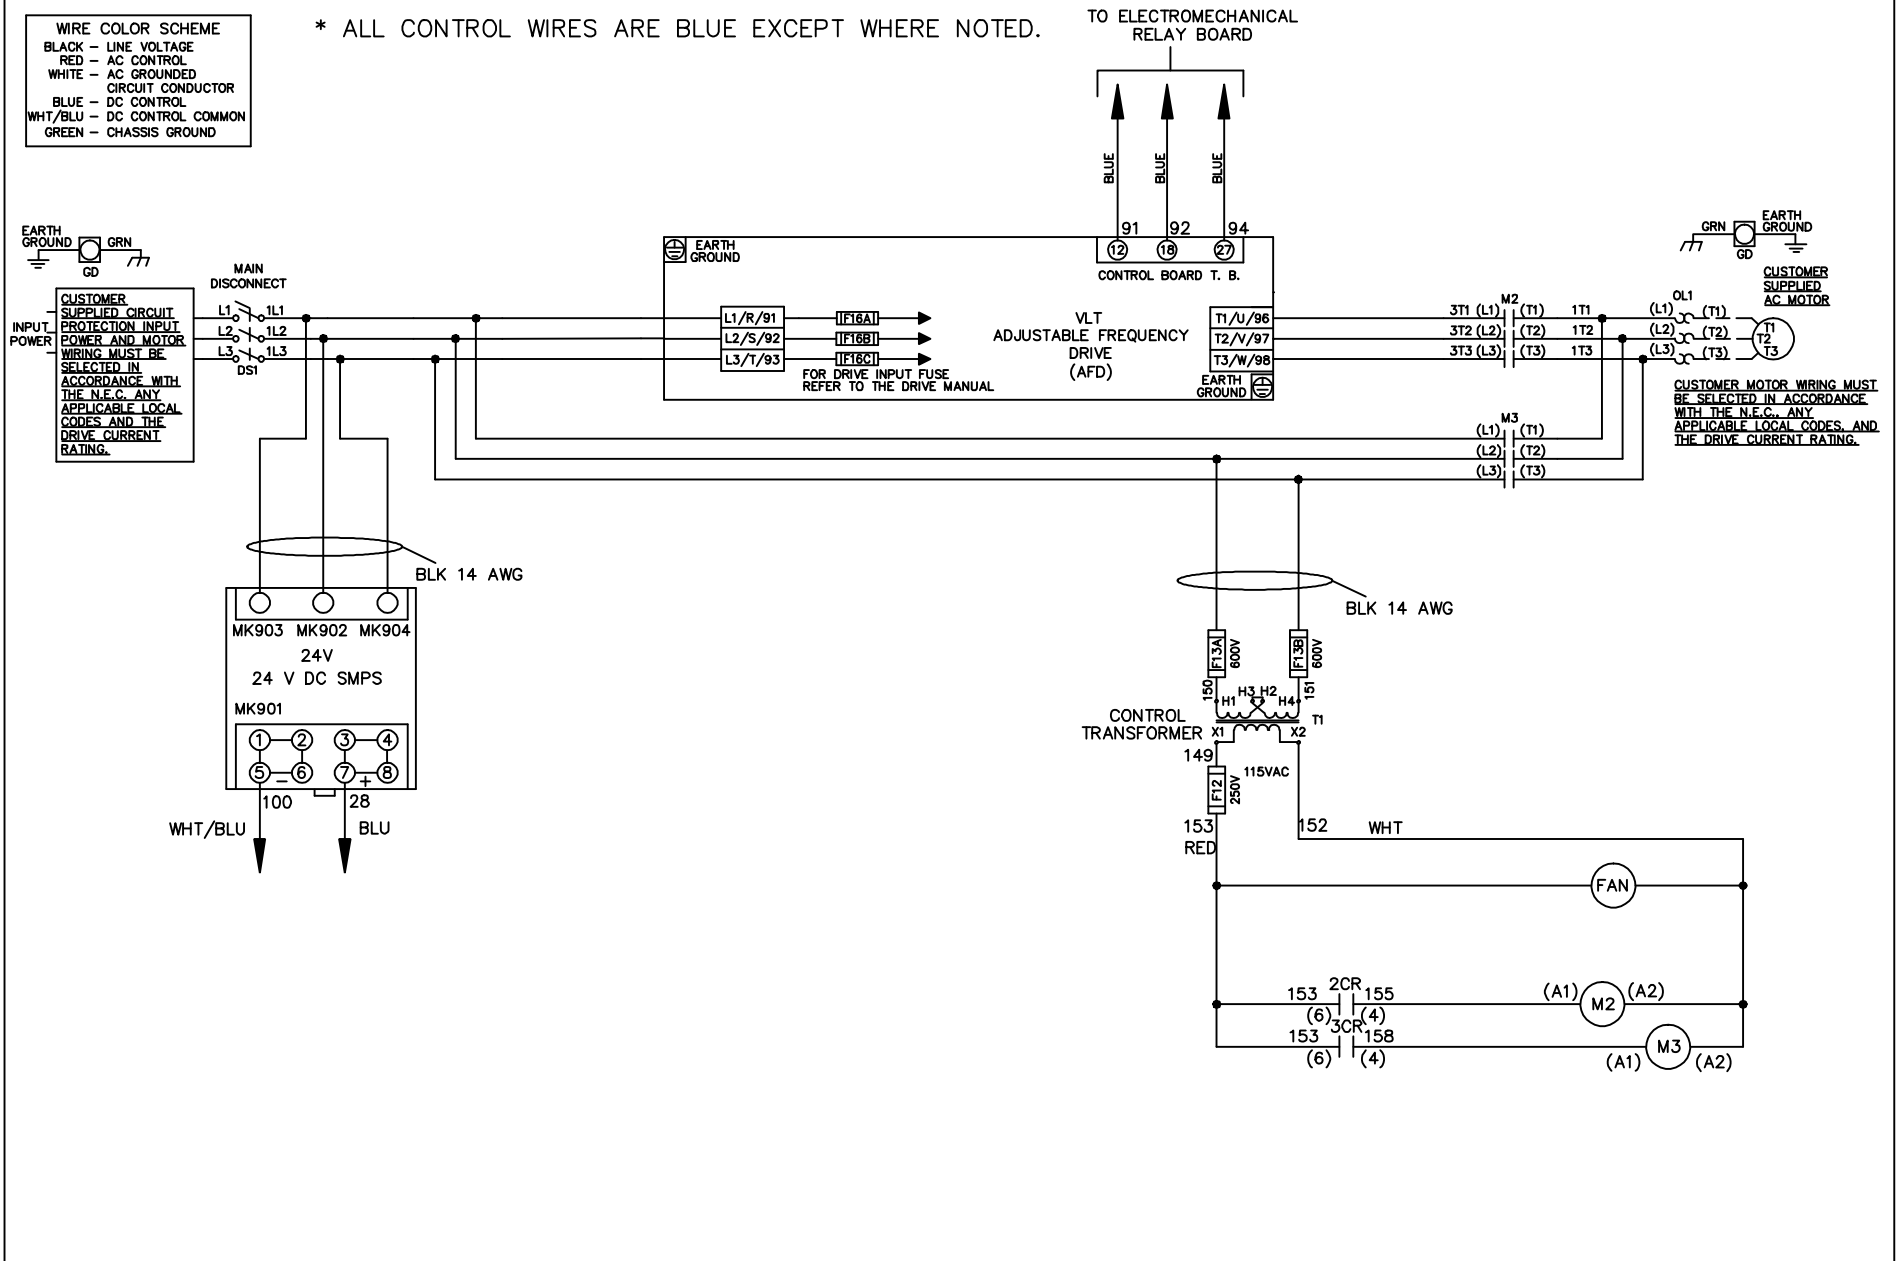 WIRE COLOR SCHEME
BLACK – LINE VOLTAGE
RED – AC CONTROL
WHITE – AC GROUNDED
CIRCUIT CONDUCTOR
BLUE – DC CONTROL
WHT/BLU – DC CONTROL COMMON
GREEN – CHASSIS GROUND
* ALL CONTROL WIRES ARE BLUE EXCEPT WHERE NOTED.
TO ELECTROMECHANICAL
RELAY BOARD
BLUE
BLUE
BLUE
91 92 94
12 18 27
CONTROL BOARD T. B.
EARTH
GROUND
GRN
GD
MAIN
DISCONNECT
L1 1L1
L2 1L2
L3 1L3
DS1
INPUT
POWER
CUSTOMER
SUPPLIED CIRCUIT
PROTECTION INPUT
POWER AND MOTOR
WIRING MUST BE
SELECTED IN
ACCORDANCE WITH
THE N.E.C. ANY
APPLICABLE LOCAL
CODES AND THE
DRIVE CURRENT
RATING.
EARTH
GROUND
L1/R/91
L2/S/92
L3/T/93
IF16A
IF16B
IF16C
FOR DRIVE INPUT FUSE
REFER TO THE DRIVE MANUAL
VLT
ADJUSTABLE FREQUENCY
DRIVE
(AFD)
T1/U/96
T2/V/97
T3/W/98
EARTH
GROUND
M2
3T1 (L1) (T1) 1T1
3T2 (L2) (T2) 1T2
3T3 (L3) (T3) 1T3
OL1
(L1) (T1)
(L2) (T2)
(L3) (T3)
T1
T2
T3
GRN
GD
EARTH
GROUND
CUSTOMER
SUPPLIED
AC MOTOR
CUSTOMER MOTOR WIRING MUST
BE SELECTED IN ACCORDANCE
WITH THE N.E.C., ANY
APPLICABLE LOCAL CODES, AND
THE DRIVE CURRENT RATING.
M3
(L1) (T1)
(L2) (T2)
(L3) (T3)
BLK 14 AWG
MK903 MK902 MK904
24V
24 V DC SMPS
MK901
1 2 3 4
5 – 6 7 + 8
100 28
WHT/BLU BLU
BLK 14 AWG
F13A 600V
F13B 600V
150 151
H1 H3 H2 H4
T1
CONTROL
TRANSFORMER
X1 X2
149
115VAC
F12 250V
153
RED
152 WHT
FAN
2CR
153 155
(6) (4)
(A1) M2 (A2)
3CR
153 158
(6) (4)
(A1) M3 (A2)